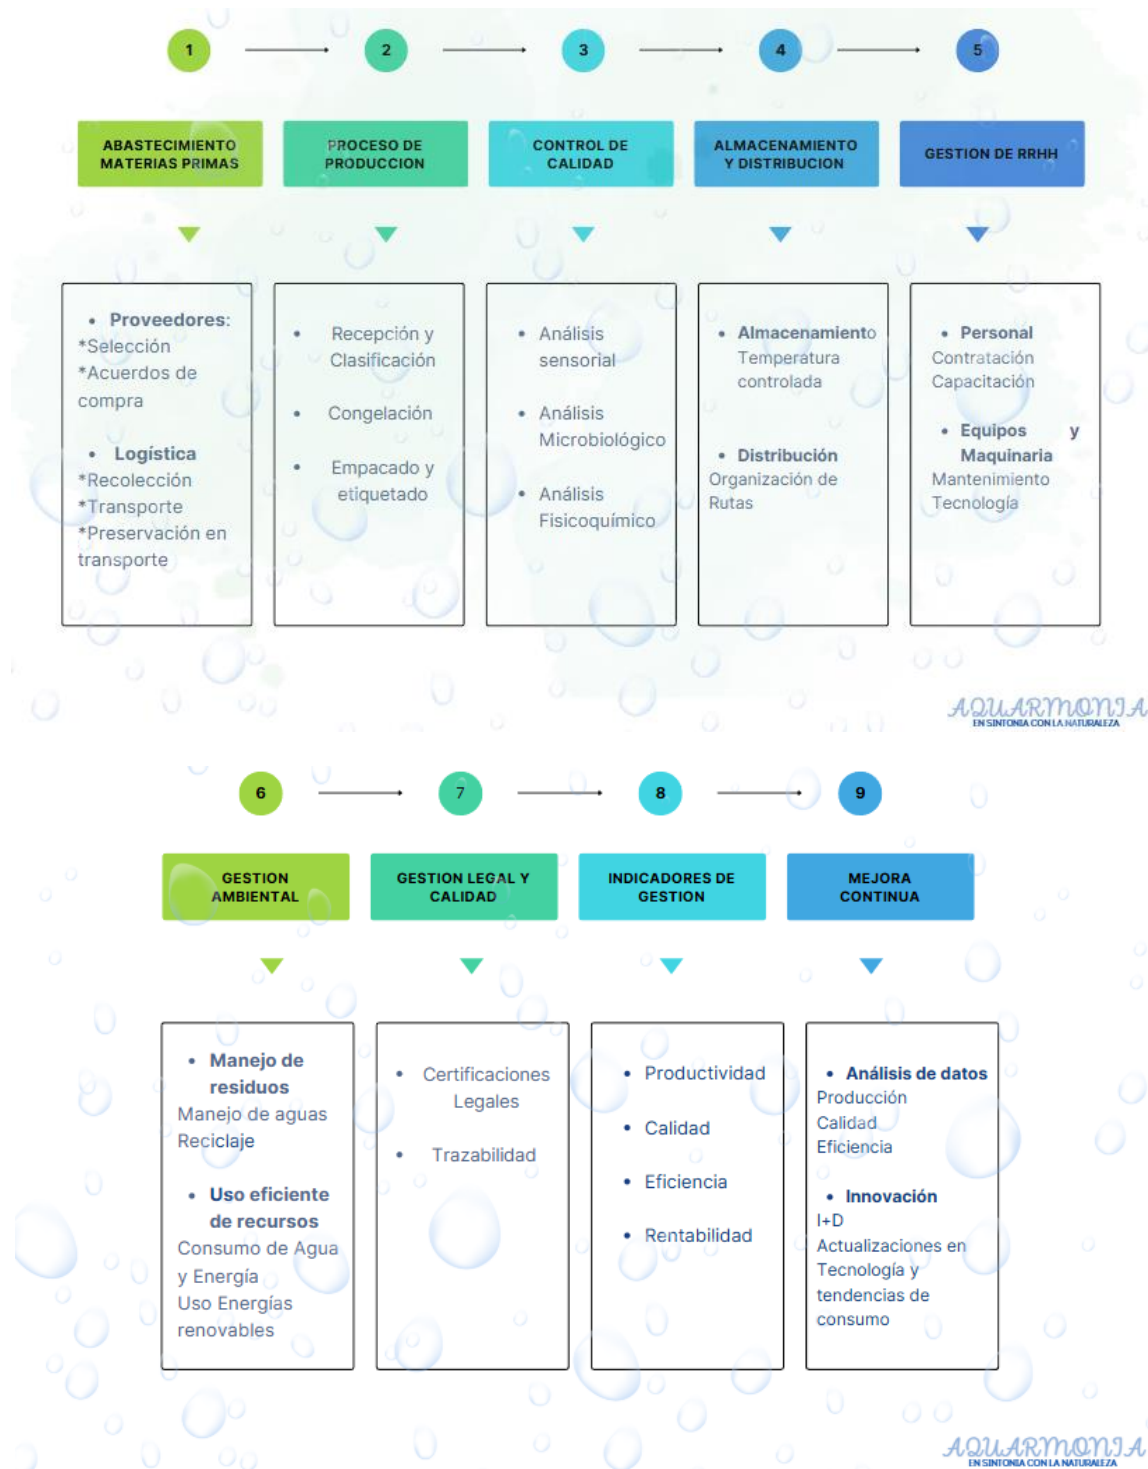 1
2
3
4
5
ABASTECIMIENTO
MATERIAS PRIMAS
PROCESO DE
PRODUCCION
CONTROL DE
CALIDAD
ALMACENAMIENTO
Y DISTRIBUCION
GESTION DE RRHH
• Proveedores:
*Selección
*Acuerdos de
compra
• Logística
*Recolección
*Transporte
*Preservación en
transporte
• Recepción y
Clasificación
• Congelación
• Empacado y
etiquetado
• Análisis
sensorial
• Análisis
Microbiológico
• Análisis
Fisicoquímico
• Almacenamiento
Temperatura
controlada
• Distribución
Organización de
Rutas
• Personal
Contratación
Capacitación
• Equipos y
Maquinaria
Mantenimiento
Tecnología
AQUARMONIA
EN SINTONIA CON LA NATURALEZA
6
7
8
9
GESTION
AMBIENTAL
GESTION LEGAL Y
CALIDAD
INDICADORES DE
GESTION
MEJORA
CONTINUA
• Manejo de
residuos
Manejo de aguas
Reciclaje
• Uso eficiente
de recursos
Consumo de Agua
y Energía
Uso Energías
renovables
• Certificaciones
Legales
• Trazabilidad
• Productividad
• Calidad
• Eficiencia
• Rentabilidad
• Análisis de datos
Producción
Calidad
Eficiencia
• Innovación
I+D
Actualizaciones en
Tecnología y
tendencias de
consumo
AQUARMONIA
EN SINTONIA CON LA NATURALEZA